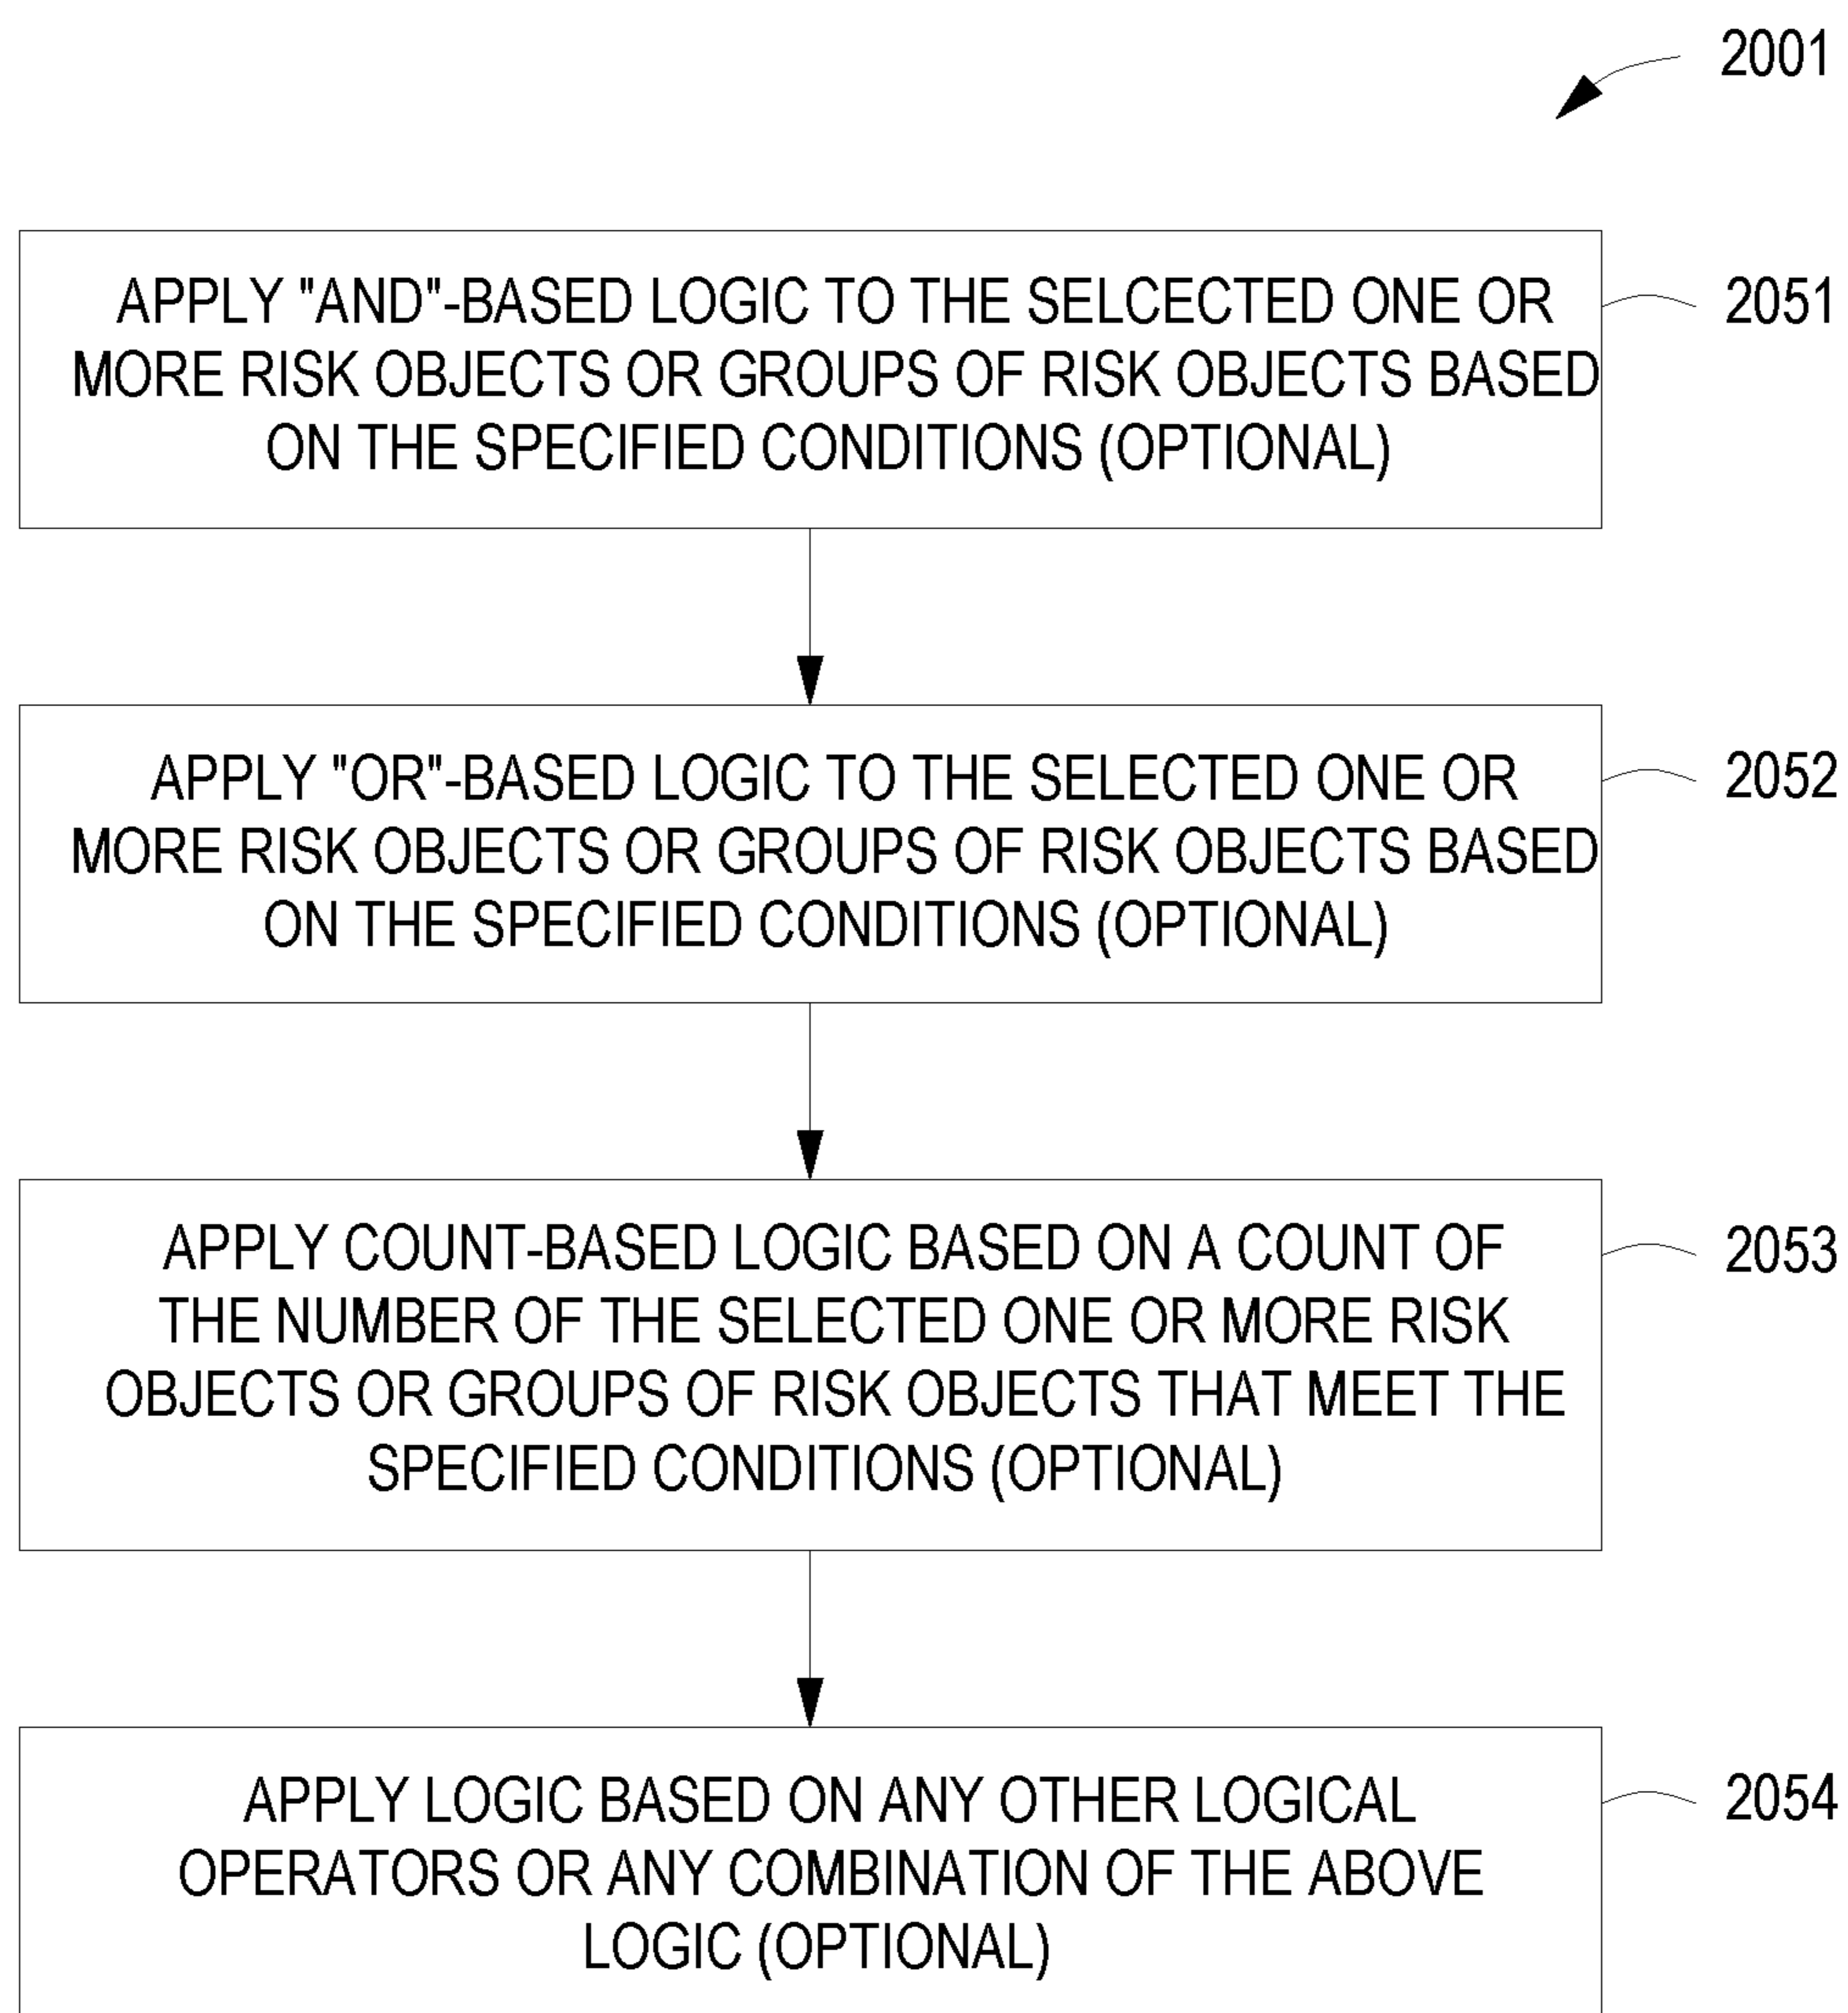 2001
APPLY "AND"-BASED LOGIC TO THE SELCECTED ONE OR
MORE RISK OBJECTS OR GROUPS OF RISK OBJECTS BASED
ON THE SPECIFIED CONDITIONS (OPTIONAL)
2051
APPLY "OR"-BASED LOGIC TO THE SELECTED ONE OR
MORE RISK OBJECTS OR GROUPS OF RISK OBJECTS BASED
ON THE SPECIFIED CONDITIONS (OPTIONAL)
2052
APPLY COUNT-BASED LOGIC BASED ON A COUNT OF
THE NUMBER OF THE SELECTED ONE OR MORE RISK
OBJECTS OR GROUPS OF RISK OBJECTS THAT MEET THE
SPECIFIED CONDITIONS (OPTIONAL)
2053
APPLY LOGIC BASED ON ANY OTHER LOGICAL
OPERATORS OR ANY COMBINATION OF THE ABOVE
LOGIC (OPTIONAL)
2054